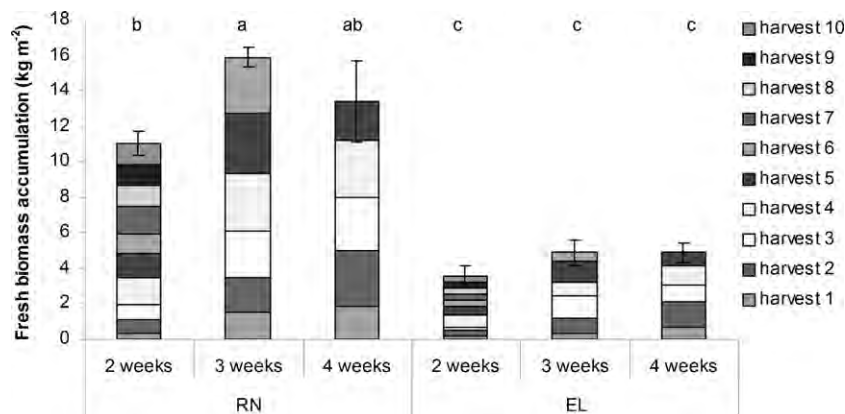 Fresh biomass accumulation (kg m⁻²)
18
16
14
12
10
8
6
4
2
0
b a ab c c c
2 weeks 3 weeks 4 weeks 2 weeks 3 weeks 4 weeks
RN EL
harvest 10
harvest 9
harvest 8
harvest 7
harvest 6
harvest 5
harvest 4
harvest 3
harvest 2
harvest 1